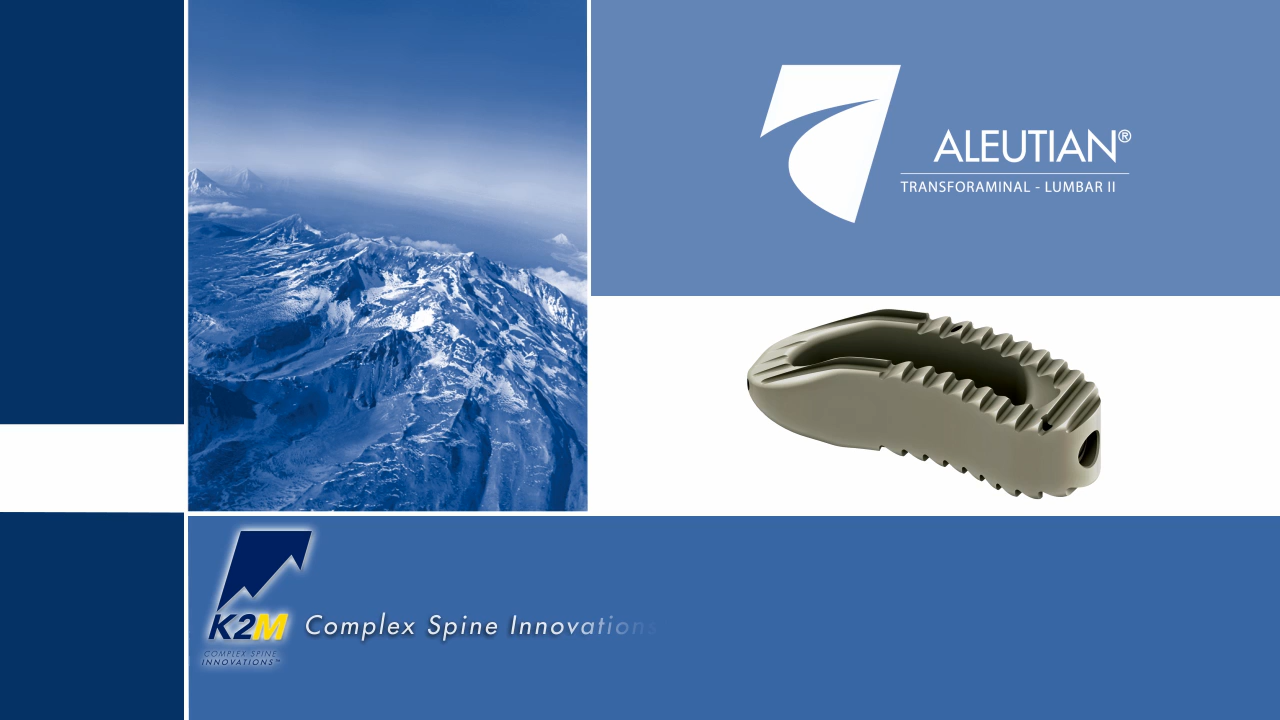 ALEUTIAN®
TRANSFORAMINAL - LUMBAR II
K2M
COMPLEX SPINE
INNOVATIONS™
Complex Spine Innovations